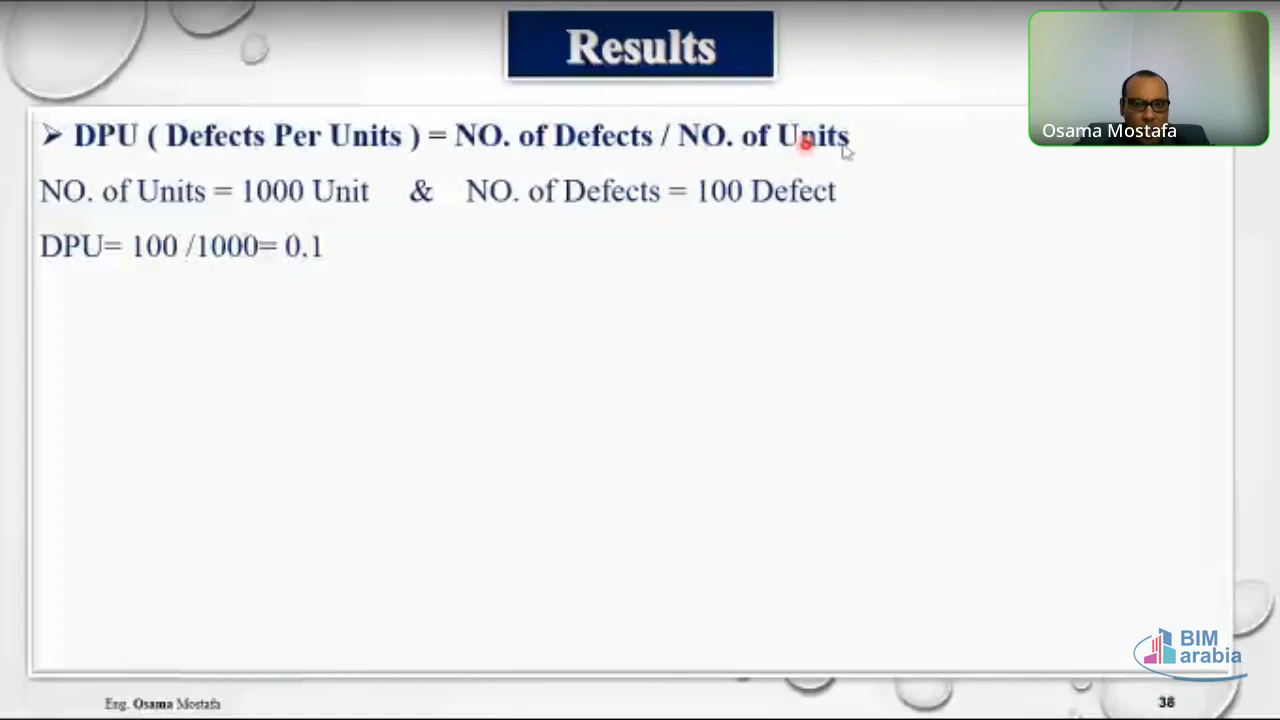 Results
Osama Mostafa
➤ DPU ( Defects Per Units ) = NO. of Defects / NO. of Units
NO. of Units = 1000 Unit & NO. of Defects = 100 Defect
DPU= 100 /1000= 0.1
BIM
arabia
Eng. Osama Mostafa
38